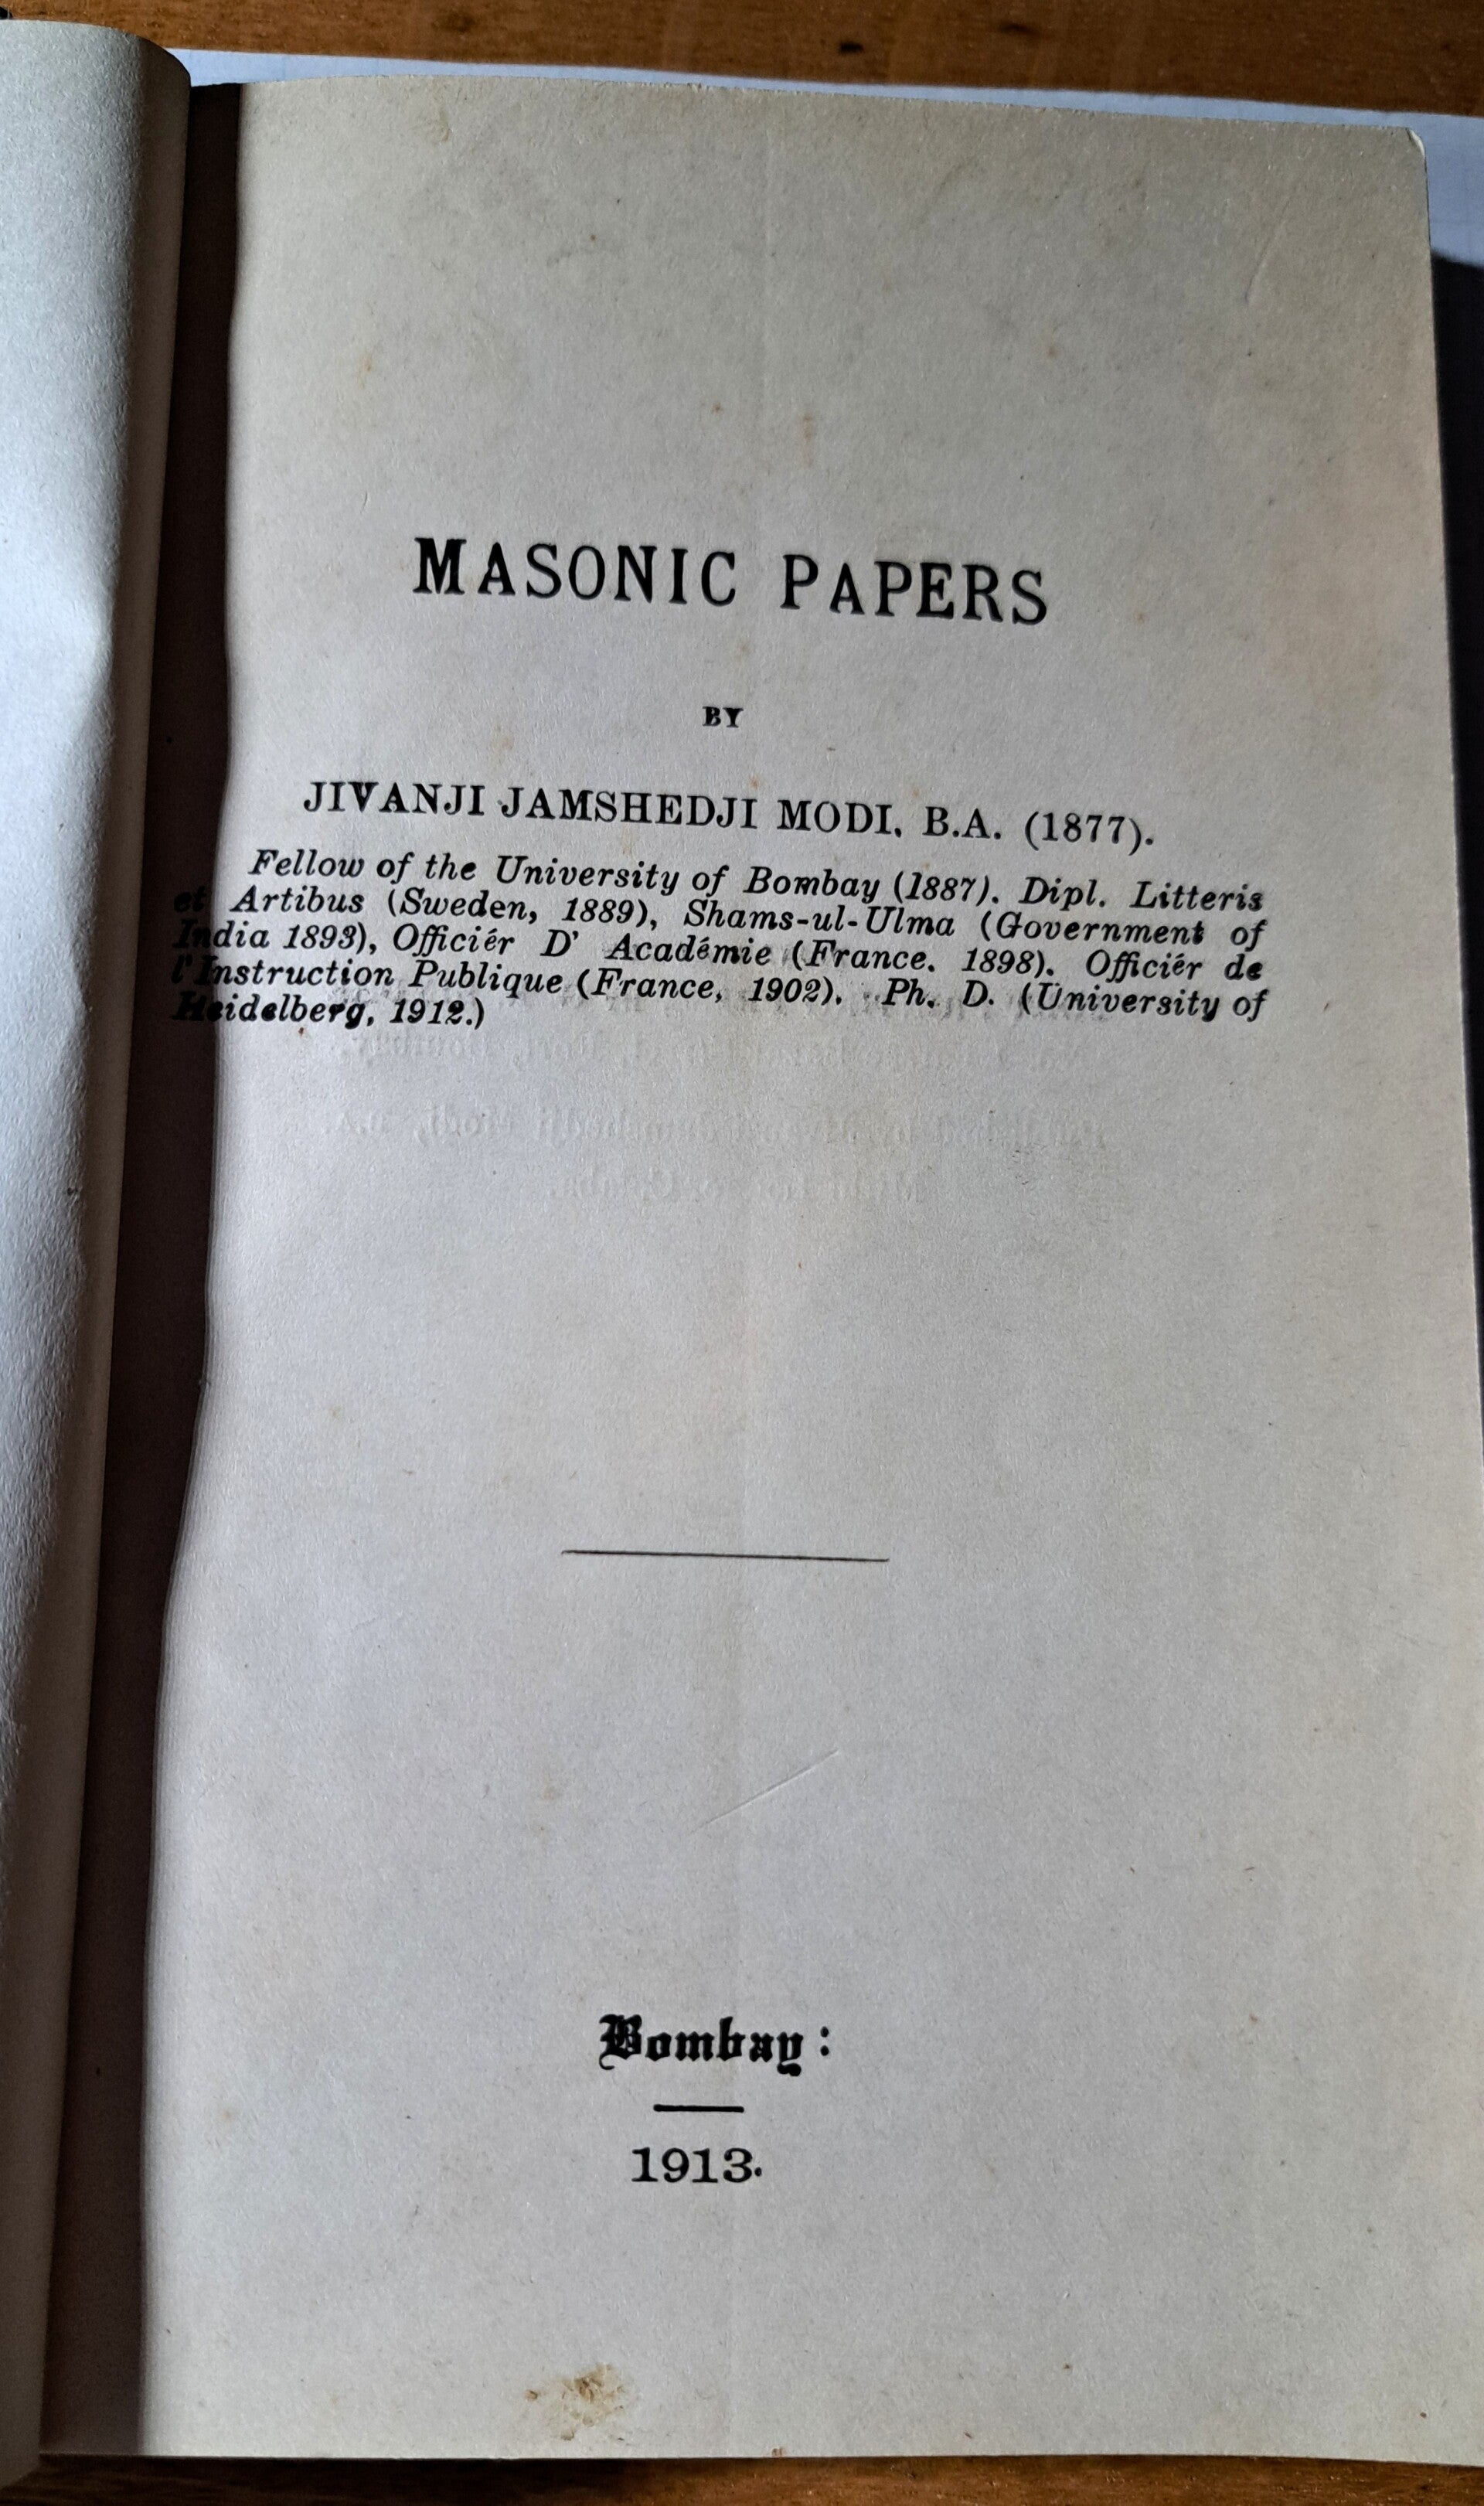 MASONIC PAPERS
BY
JIVANJI JAMSHEDJI MODI, B.A. (1877).
Fellow of the University of Bombay (1887). Dipl. Litteris
et Artibus (Sweden, 1889), Shams-ul-Ulma (Government of
India 1893), Officiér D' Académie (France. 1898). Officiér de
l'Instruction Publique (France, 1902). Ph. D. (University of
Heidelberg, 1912.)
Bombay:
1913.